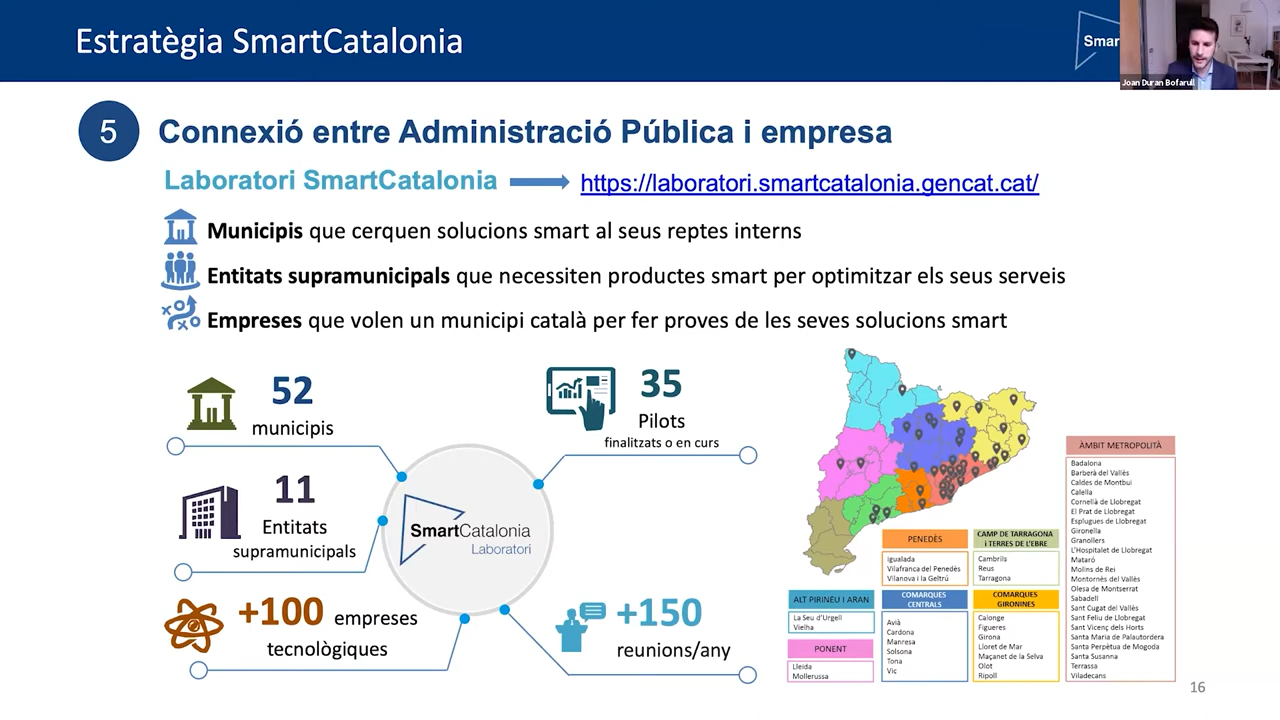 Estratègia SmartCatalonia
Smar
Joan Duran Bofarull
5
Connexió entre Administració Pública i empresa
Laboratori SmartCatalonia
https://laboratori.smartcatalonia.gencat.cat/
Municipis que cerquen solucions smart al seus reptes interns
Entitats supramunicipals que necessiten productes smart per optimitzar els seus serveis
Empreses que volen un municipi català per fer proves de les seves solucions smart
52
municipis
35
Pilots
finalitzats o en curs
11
Entitats
supramunicipals
SmartCatalonia
Laboratori
+100 empreses
tecnològiques
+150
reunions/any
PENEDÈS
Igualada
Vilafranca del Penedès
Vilanova i la Geltrú
CAMP DE TARRAGONA
I TERRES DE L'EBRE
Cambrils
Reus
Tarragona
ALT PIRINEU I ARAN
La Seu d'Urgell
Vielha
PONENT
Lleida
Mollerussa
COMARQUES
CENTRALS
Avià
Cardona
Manresa
Solsona
Tona
Vic
COMARQUES
GIRONINES
Calonge
Figueres
Girona
Lloret de Mar
Maçanet de la Selva
Olot
Ripoll
ÀMBIT METROPOLITÀ
Badalona
Barberà del Vallès
Caldes de Montbui
Calella
Cornellà de Llobregat
El Prat de Llobregat
Esplugues de Llobregat
Gironella
Granollers
L'Hospitalet de Llobregat
Mataró
Molins de Rei
Montornès del Vallès
Olesa de Montserrat
Sabadell
Sant Cugat del Vallès
Sant Feliu de Llobregat
Sant Vicenç dels Horts
Santa Maria de Palautordera
Santa Perpètua de Mogoda
Santa Susanna
Terrassa
Viladecans
16